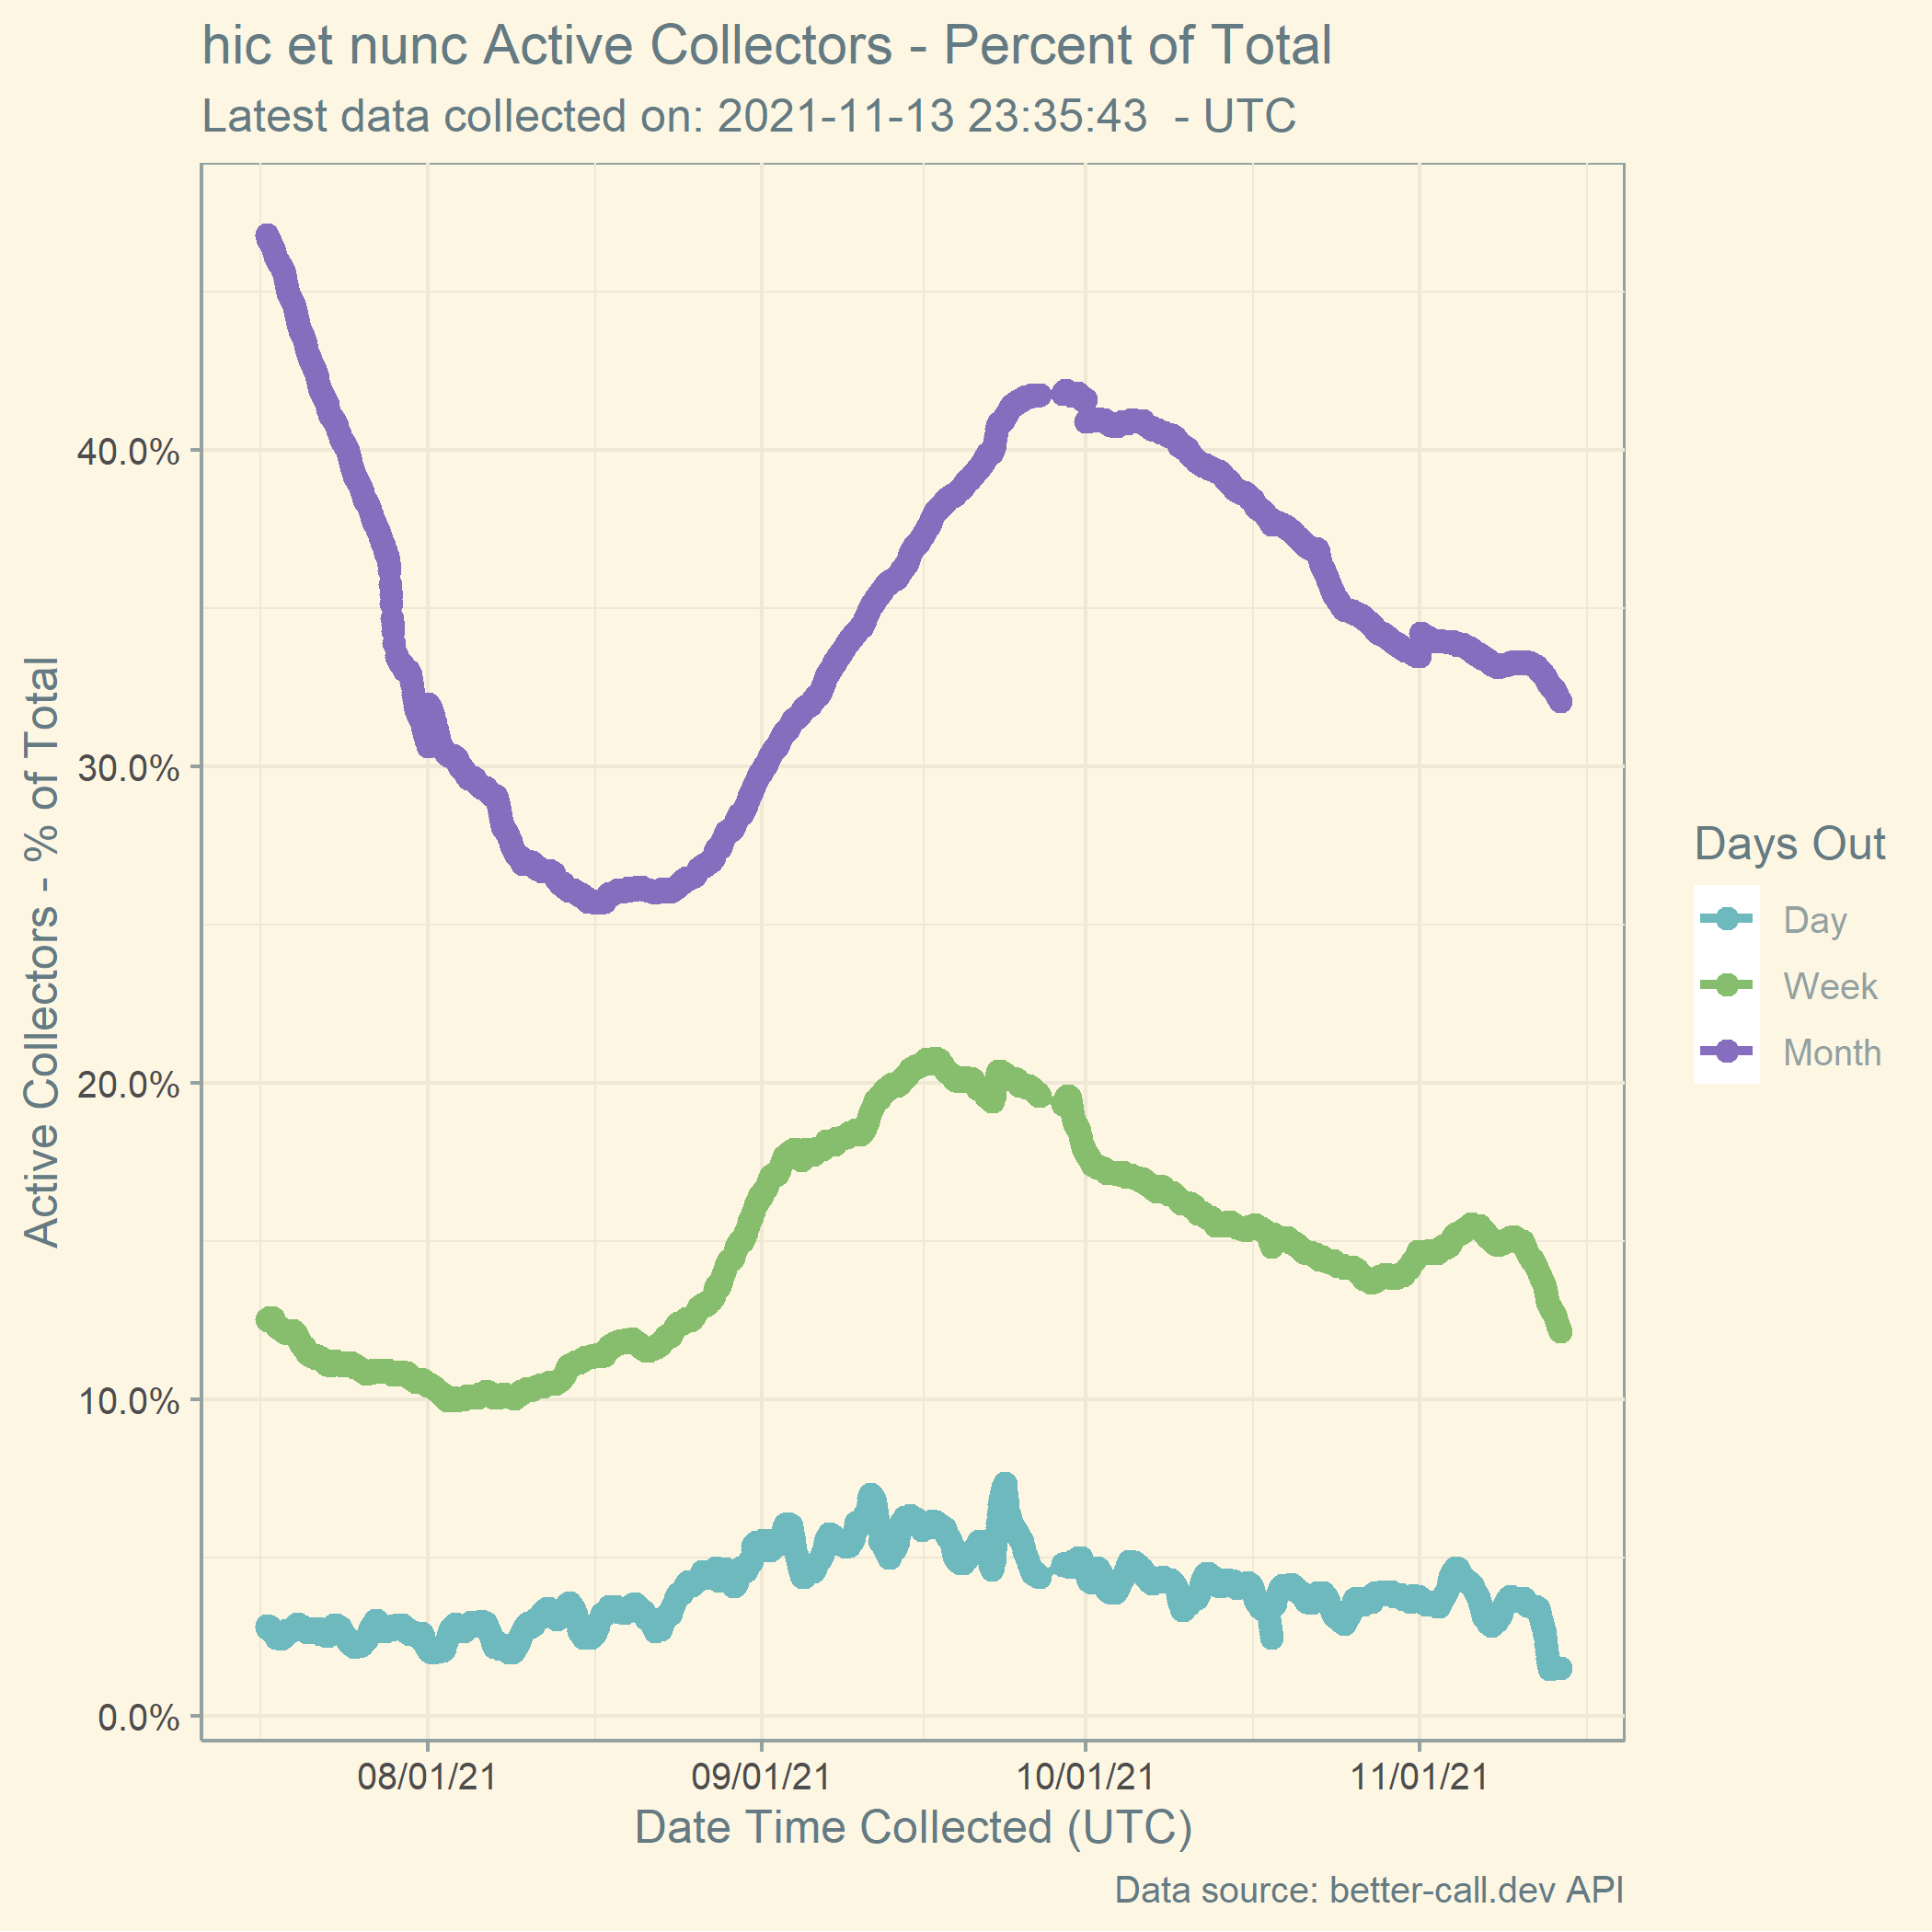 hic et nunc Active Collectors - Percent of Total
Latest data collected on: 2021-11-13 23:35:43  - UTC
Active Collectors - % of Total
40.0%
30.0%
20.0%
10.0%
0.0%
08/01/21
09/01/21
10/01/21
11/01/21
Date Time Collected (UTC)
Days Out
Day
Week
Month
Data source: better-call.dev API